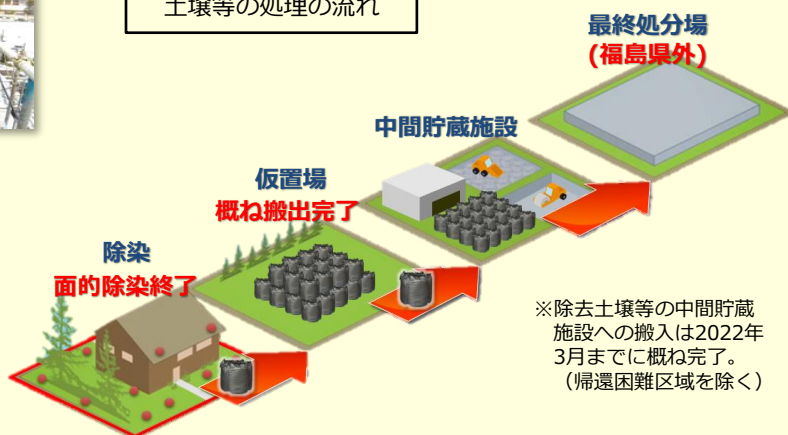 土壌等の処理の流れ
最終処分場
(福島県外)
中間貯蔵施設
仮置場
概ね搬出完了
除染
面的除染終了
※除去土壌等の中間貯蔵
施設への搬入は2022年
3月までに概ね完了。
（帰還困難区域を除く）